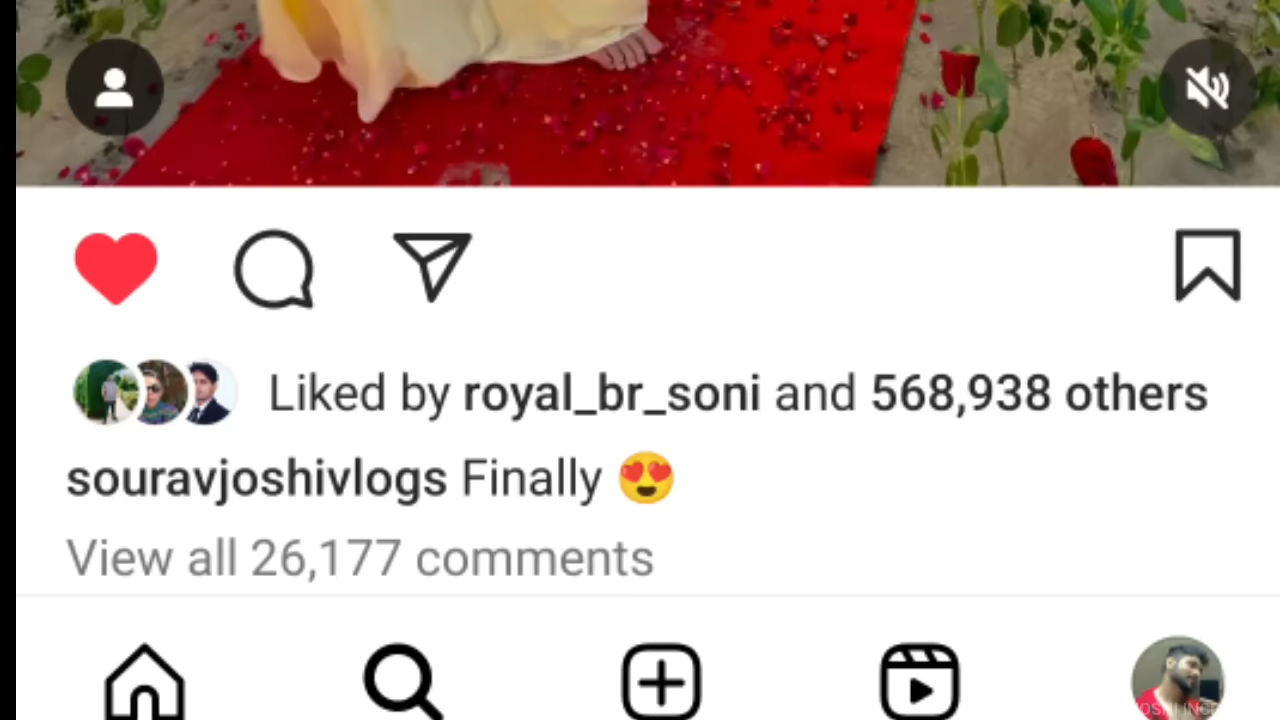 Liked by royal_br_soni and 568,938 others
souravjoshivlogs Finally 😍
View all 26,177 comments